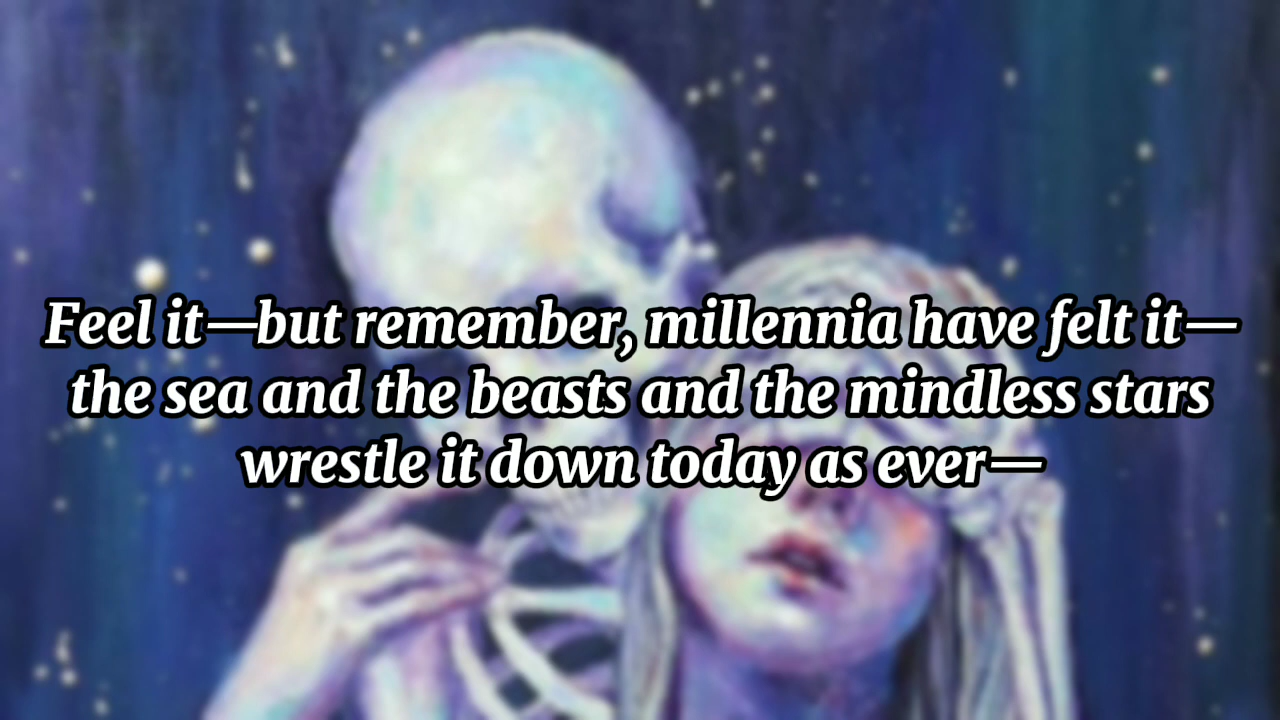 Feel it—but remember, millennia have felt it—
the sea and the beasts and the mindless stars
wrestle it down today as ever—